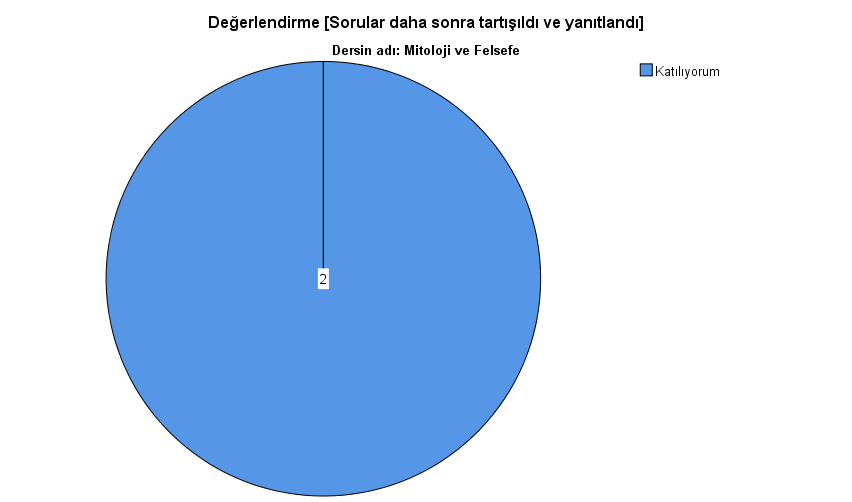 Değerlendirme [Sorular daha sonra tartışıldı ve yanıtlandı]
Dersin adı: Mitoloji ve Felsefe
Katılıyorum
2